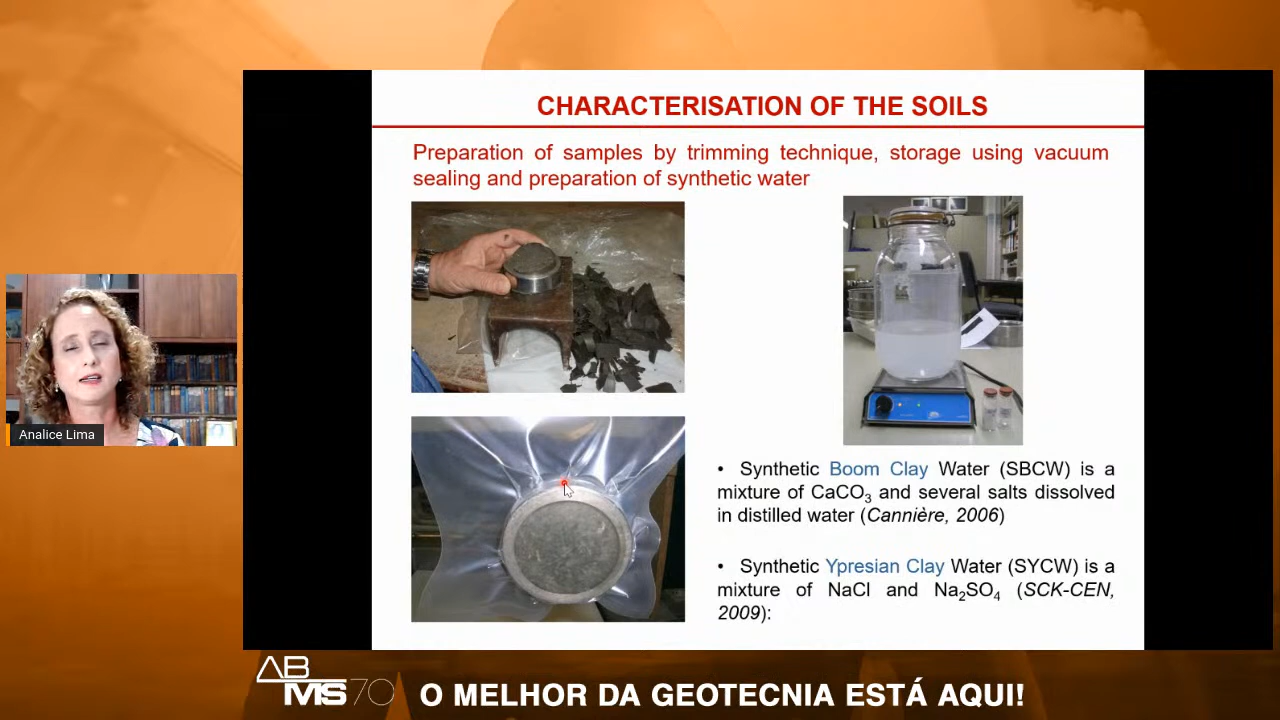 CHARACTERISATION OF THE SOILS
Preparation of samples by trimming technique, storage using vacuum
sealing and preparation of synthetic water
Analice Lima
• Synthetic Boom Clay Water (SBCW) is a
mixture of CaCO₃ and several salts dissolved
in distilled water (Cannière, 2006)
• Synthetic Ypresian Clay Water (SYCW) is a
mixture of NaCl and Na₂SO₄ (SCK-CEN,
2009):
ABMS70
O MELHOR DA GEOTECNIA ESTÁ AQUI!